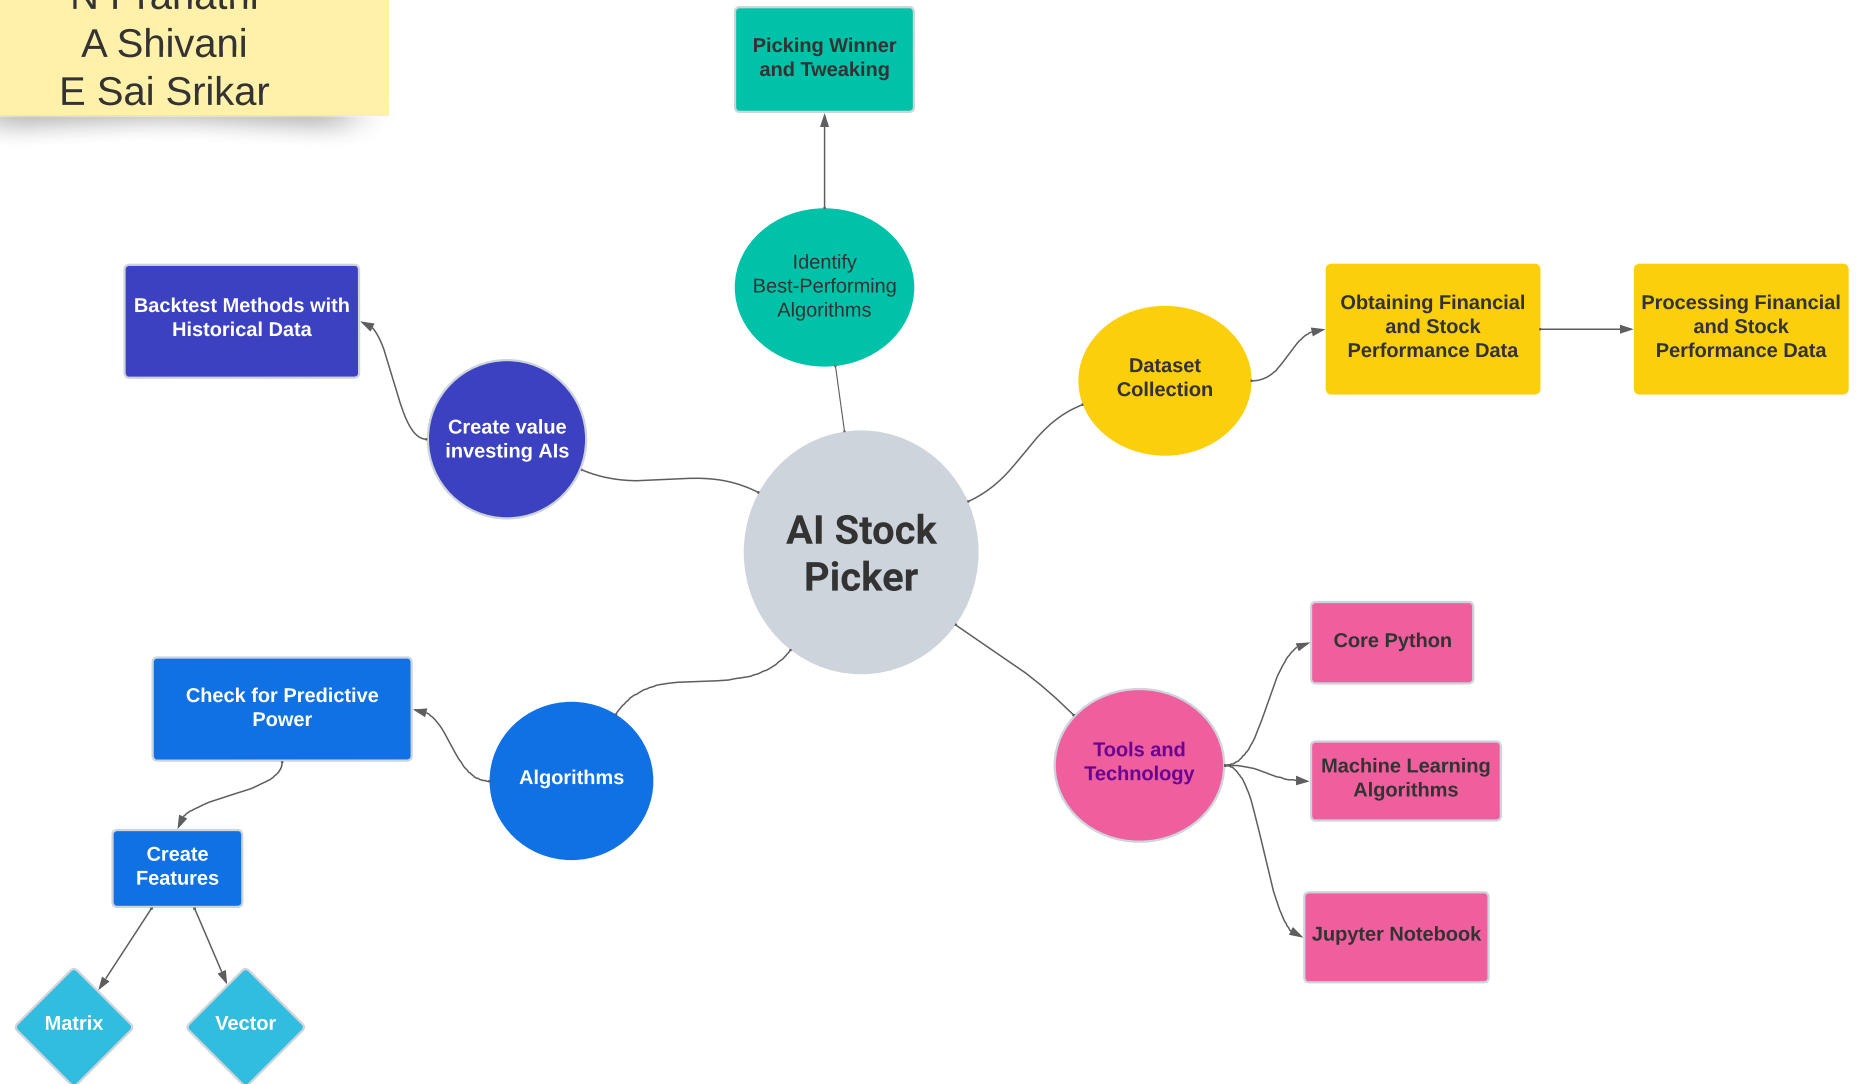 A Shivani
E Sai Srikar
Picking Winner
and Tweaking
Identify
Best-Performing
Algorithms
Backtest Methods with
Historical Data
Create value
investing AIs
Dataset
Collection
Obtaining Financial
and Stock
Performance Data
Processing Financial
and Stock
Performance Data
AI Stock
Picker
Check for Predictive
Power
Algorithms
Create
Features
Matrix
Vector
Tools and
Technology
Core Python
Machine Learning
Algorithms
Jupyter Notebook